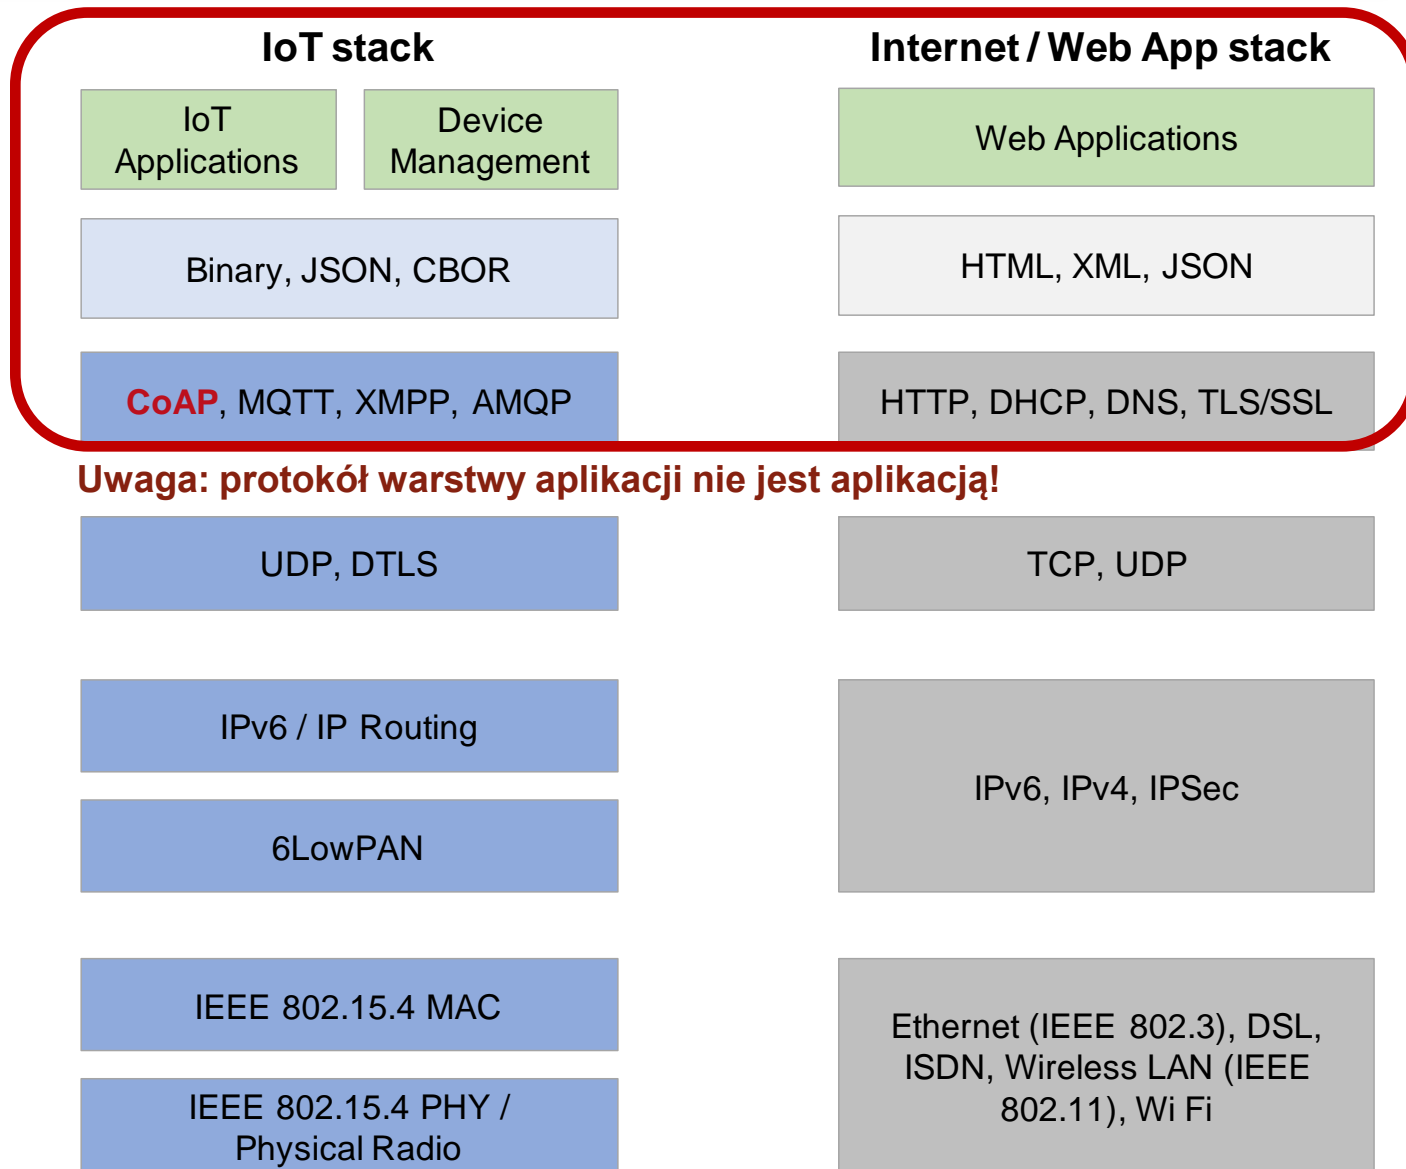 IoT stack
Internet / Web App stack
IoT
Applications
Device
Management
Web Applications
Binary, JSON, CBOR
HTML, XML, JSON
CoAP, MQTT, XMPP, AMQP
HTTP, DHCP, DNS, TLS/SSL
Uwaga: protokół warstwy aplikacji nie jest aplikacją!
UDP, DTLS
TCP, UDP
IPv6 / IP Routing
6LowPAN
IPv6, IPv4, IPSec
IEEE 802.15.4 MAC
IEEE 802.15.4 PHY /
Physical Radio
Ethernet (IEEE 802.3), DSL,
ISDN, Wireless LAN (IEEE
802.11), Wi Fi